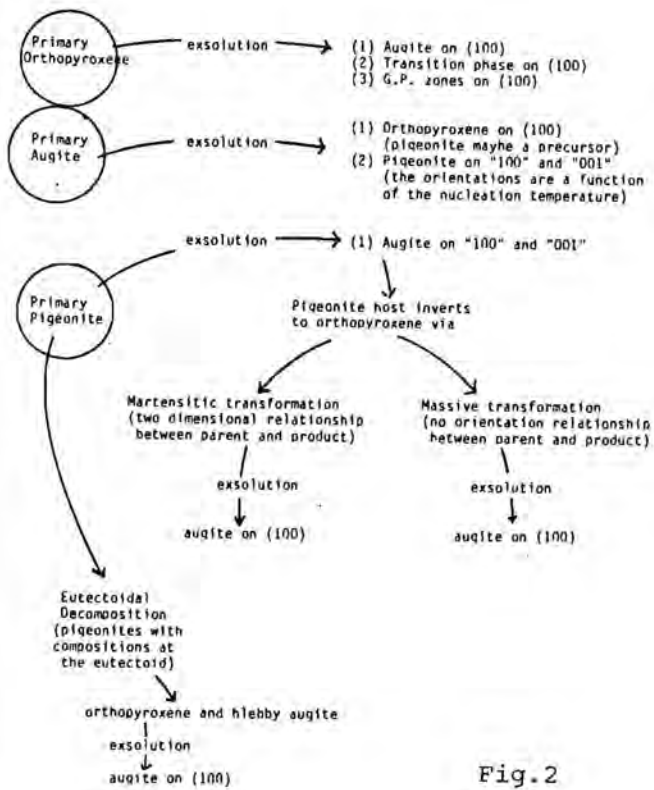 Primary
Orthopyroxene
exsolution
(1) Augite on (100)
(2) Transition phase on (100)
(3) G.P. zones on (100)
Primary
Augite
exsolution
(1) Orthopyroxene on (100)
(pigeonite maybe a precursor)
(2) Pigeonite on "100" and "001"
(the orientations are a function
of the nucleation temperature)
Primary
Pigeonite
exsolution
(1) Augite on "100" and "001"
Pigeonite host inverts
to orthopyroxene via
Martensitic transformation
(two dimensional relationship
between parent and product)
exsolution
augite on (100)
Massive transformation
(no orientation relationship
between parent and product)
exsolution
augite on (100)
Eutectoidal
Decomposition
(pigeonites with
compositions at
the eutectoid)
orthopyroxene and blebby augite
exsolution
augite on (100)
Fig.2